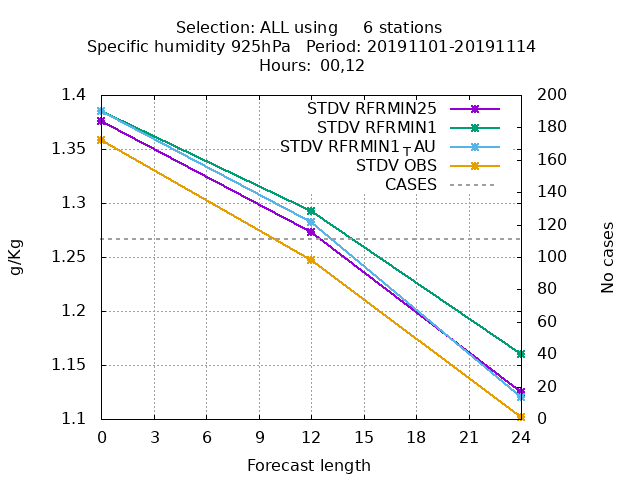 Selection: ALL using     6 stations
Specific humidity 925hPa   Period: 20191101-20191114
Hours: 00,12
STDV RFRMIN25
STDV RFRMIN1
STDV RFRMIN1_TAU
STDV OBS
CASES
1.4
1.35
1.3
1.25
1.2
1.15
1.1
200
180
160
140
120
100
80
60
40
20
0
g/Kg
No cases
0 3 6 9 12 15 18 21 24
Forecast length